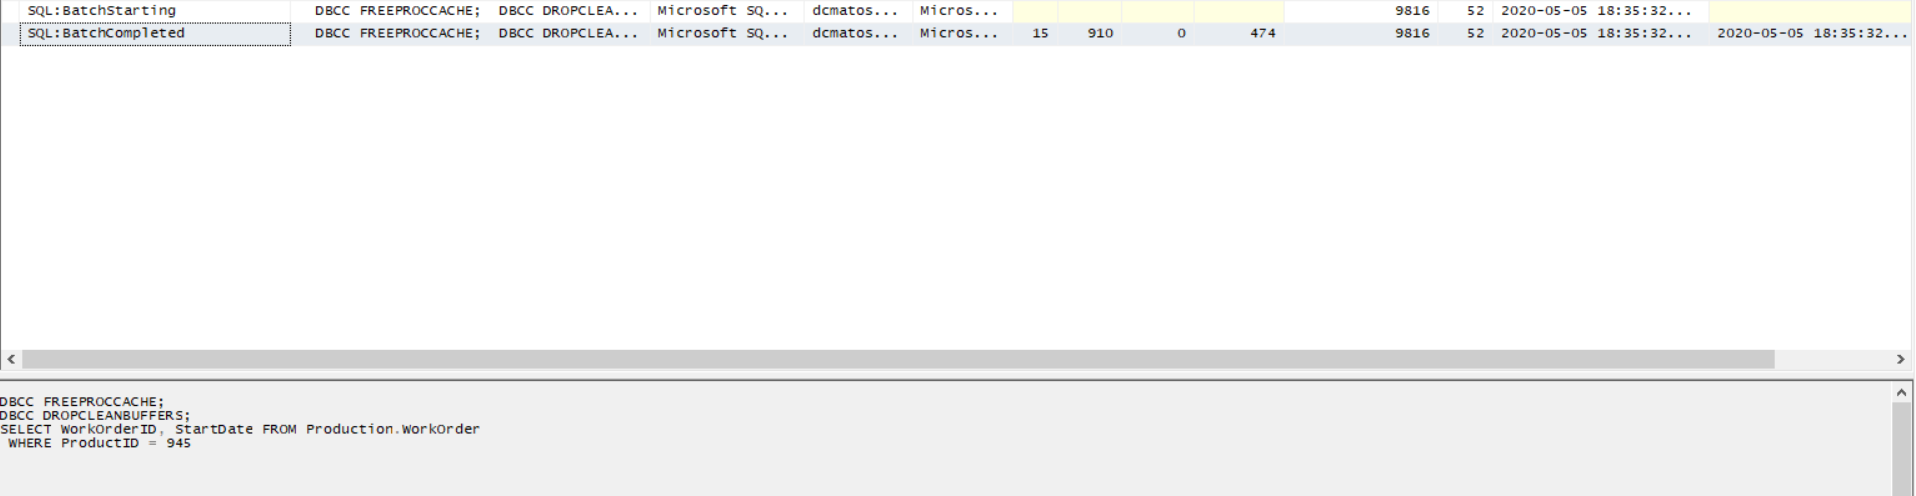 SQL:BatchStarting DBCC FREEPROCCACHE; DBCC DROPCLEA... Microsoft SQ... dcmatos... Micros... 9816 52 2020-05-05 18:35:32...
SQL:BatchCompleted DBCC FREEPROCCACHE; DBCC DROPCLEA... Microsoft SQ... dcmatos... Micros... 15 910 0 474 9816 52 2020-05-05 18:35:32... 2020-05-05 18:35:32...
DBCC FREEPROCCACHE;
DBCC DROPCLEANBUFFERS;
SELECT WorkOrderID, StartDate FROM Production.WorkOrder
WHERE ProductID = 945